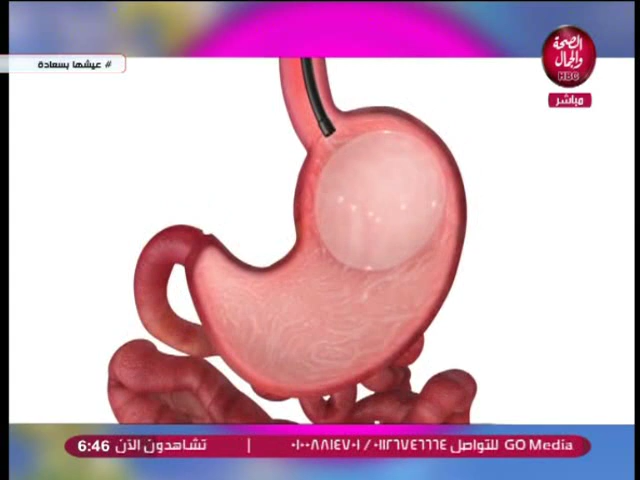 # عيشها بسعادة
الصحة
والجمال
HBC
مباشر
GO Media للتواصل ٠١١٢٦٧٤٦٦٦٤ / ٠١٠٠٨٨١٤٧٠١ | تشاهدون الآن 6:46